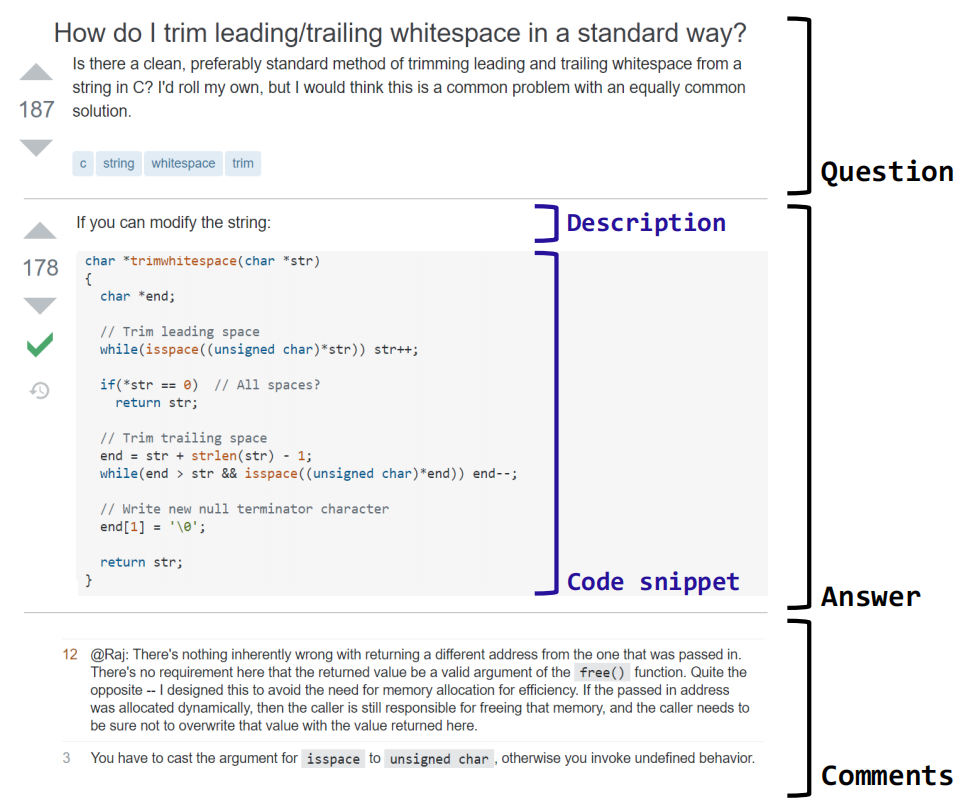 How do I trim leading/trailing whitespace in a standard way?
Is there a clean, preferably standard method of trimming leading and trailing whitespace from a
string in C? I'd roll my own, but I would think this is a common problem with an equally common
solution.
187
c string whitespace trim
Question
If you can modify the string:
Description
178
char *trimwhitespace(char *str)
{
  char *end;

  // Trim leading space
  while(isspace((unsigned char)*str)) str++;

  if(*str == 0)  // All spaces?
    return str;

  // Trim trailing space
  end = str + strlen(str) - 1;
  while(end > str && isspace((unsigned char)*end)) end--;

  // Write new null terminator character
  end[1] = '\0';

  return str;
}
Code snippet
Answer
12 @Raj: There's nothing inherently wrong with returning a different address from the one that was passed in.
There's no requirement here that the returned value be a valid argument of the free() function. Quite the
opposite -- I designed this to avoid the need for memory allocation for efficiency. If the passed in address
was allocated dynamically, then the caller is still responsible for freeing that memory, and the caller needs to
be sure not to overwrite that value with the value returned here.
3 You have to cast the argument for isspace to unsigned char, otherwise you invoke undefined behavior.
Comments